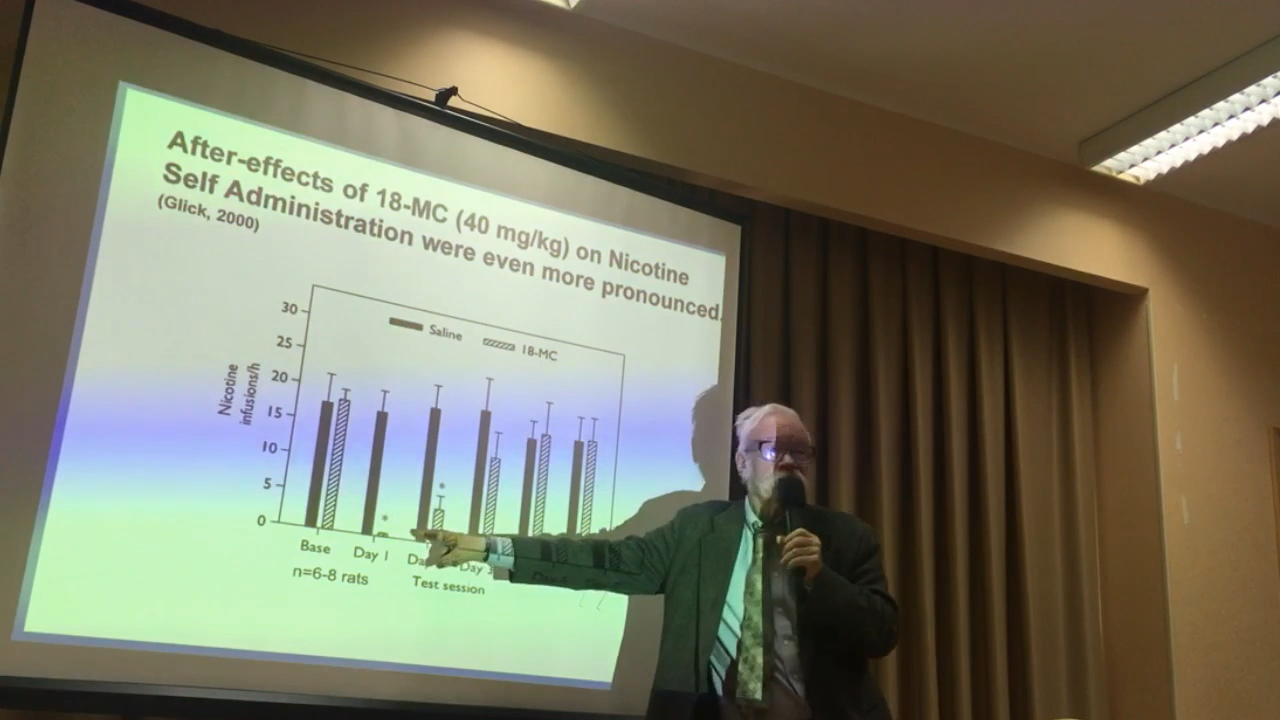 After-effects of 18-MC (40 mg/kg) on Nicotine
Self Administration were even more pronounced.
(Glick, 2000)
Saline
18-MC
30
25
20
15
10
5
0
Nicotine
infusions/h
*
*
Base
Day 1
Day
n=6-8 rats
Test session